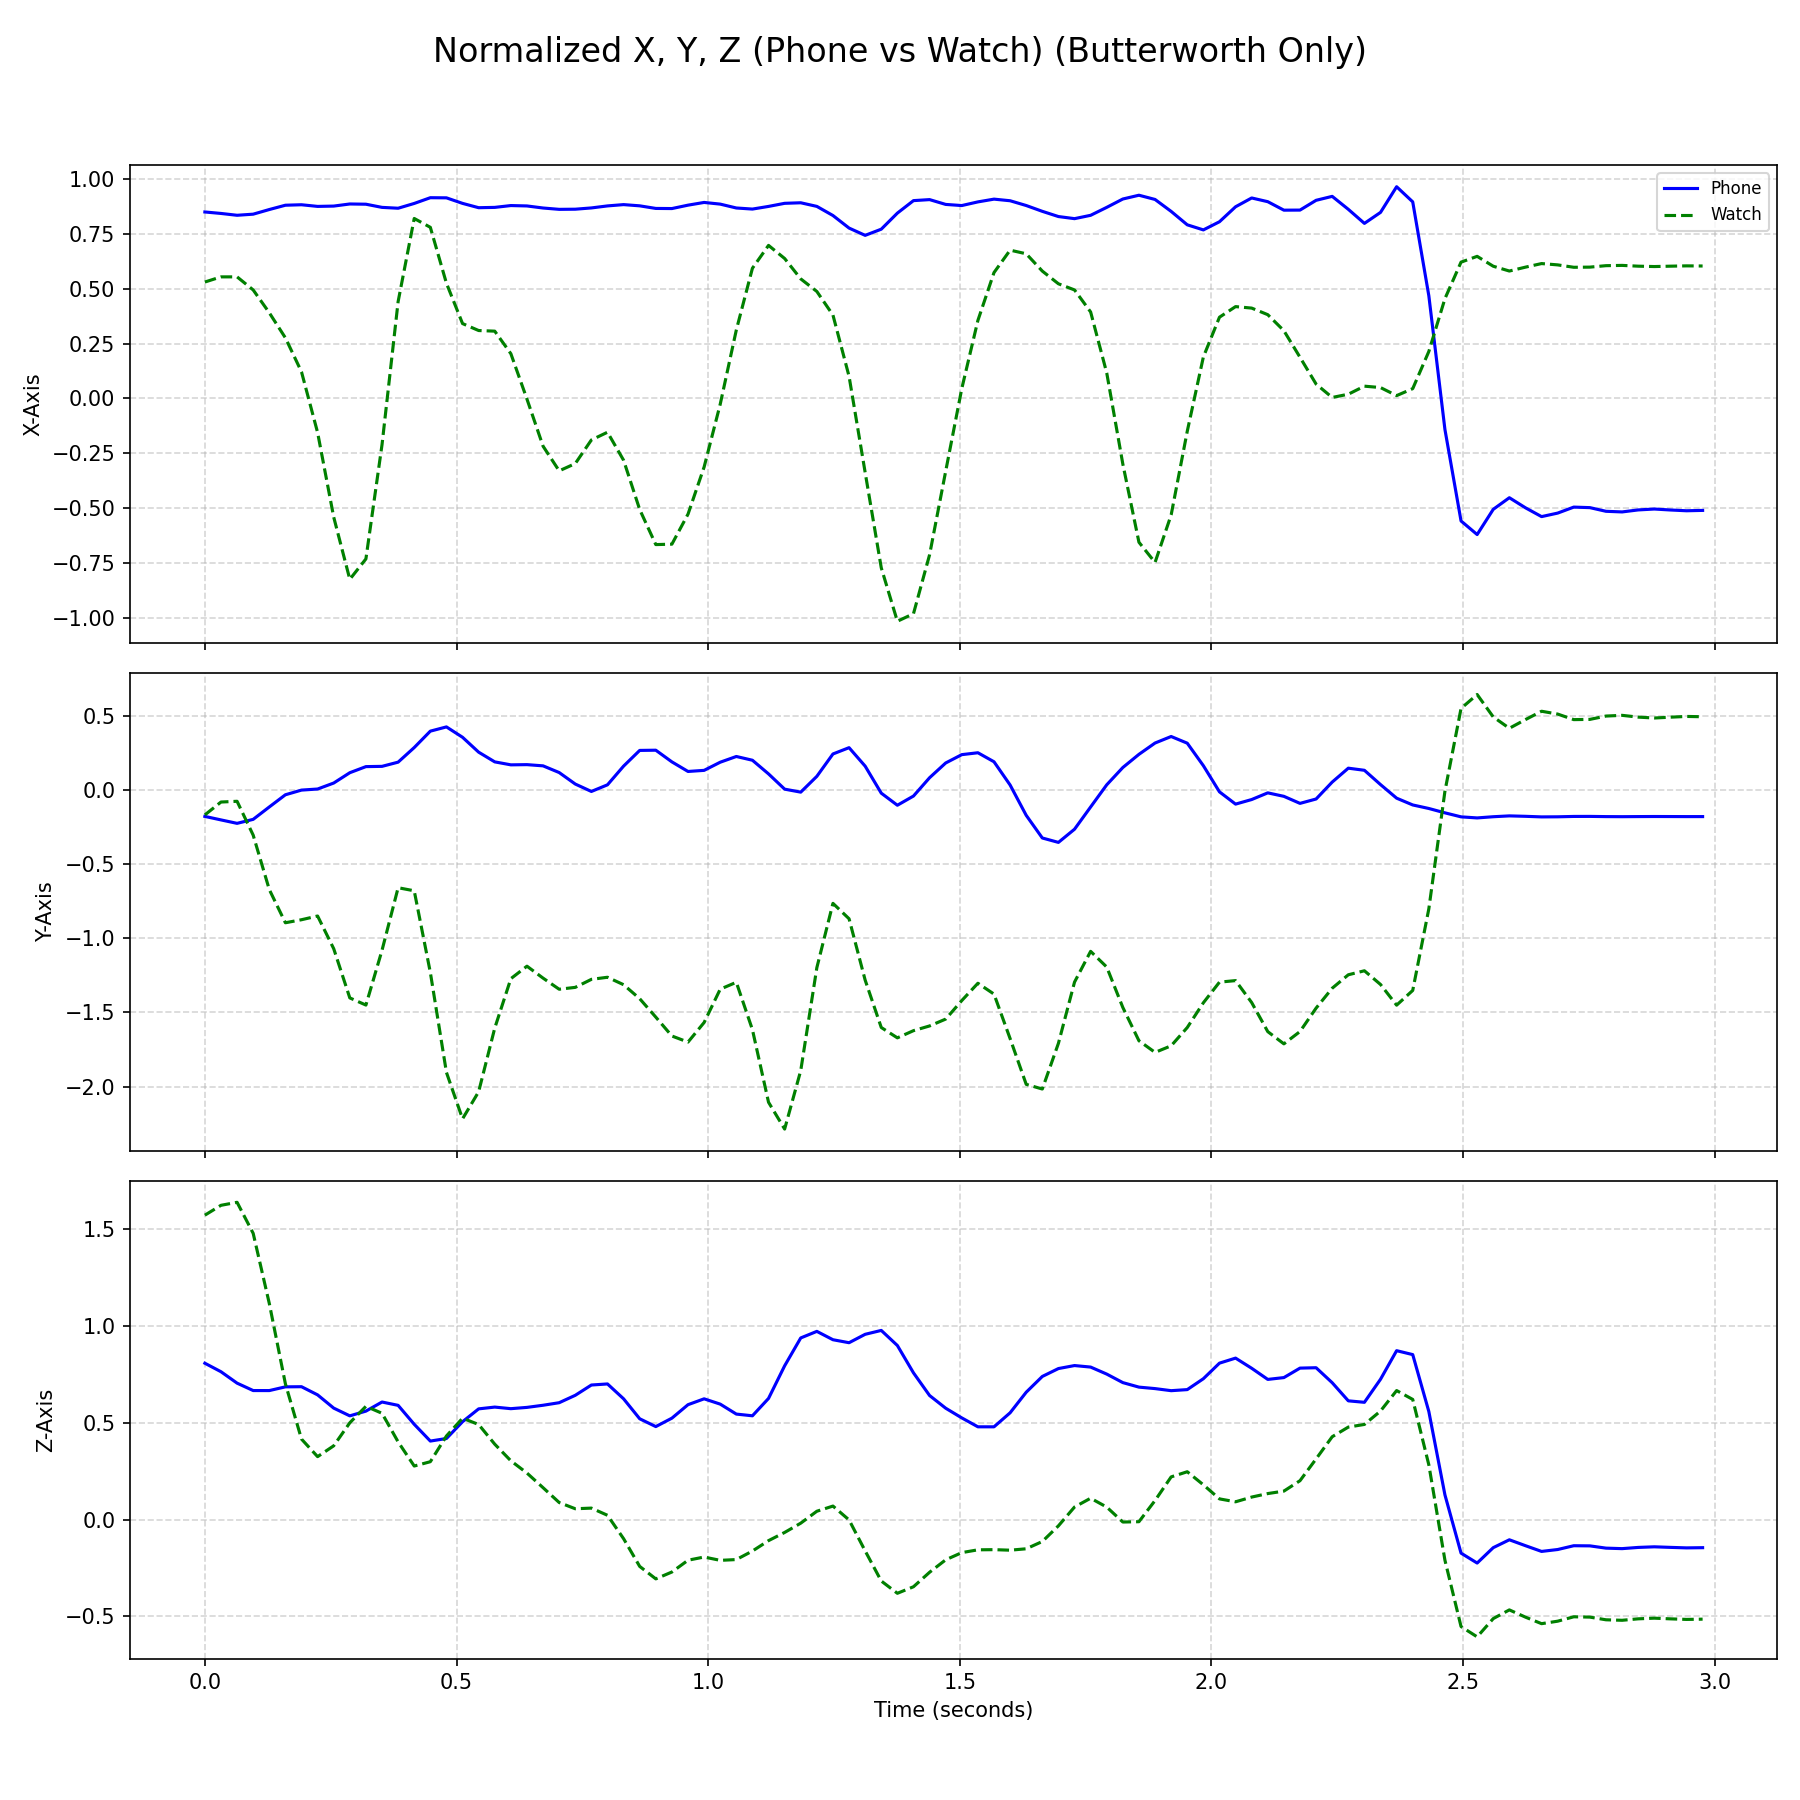 Normalized X, Y, Z (Phone vs Watch) (Butterworth Only)
Phone
Watch
X-Axis
1.00
0.75
0.50
0.25
0.00
−0.25
−0.50
−0.75
−1.00
Y-Axis
0.5
0.0
−0.5
−1.0
−1.5
−2.0
Z-Axis
1.5
1.0
0.5
0.0
−0.5
0.0 0.5 1.0 1.5 2.0 2.5 3.0
Time (seconds)